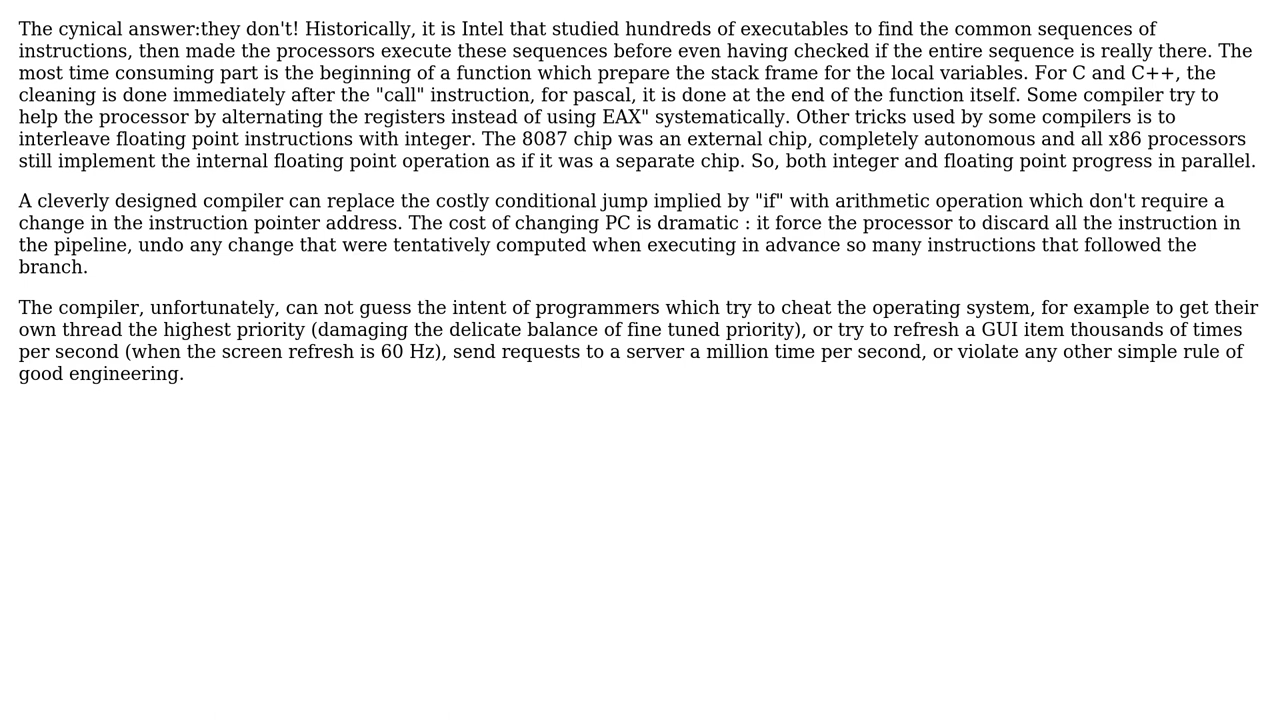 The cynical answer:they don't! Historically, it is Intel that studied hundreds of executables to find the common sequences of
instructions, then made the processors execute these sequences before even having checked if the entire sequence is really there. The
most time consuming part is the beginning of a function which prepare the stack frame for the local variables. For C and C++, the
cleaning is done immediately after the "call" instruction, for pascal, it is done at the end of the function itself. Some compiler try to
help the processor by alternating the registers instead of using EAX" systematically. Other tricks used by some compilers is to
interleave floating point instructions with integer. The 8087 chip was an external chip, completely autonomous and all x86 processors
still implement the internal floating point operation as if it was a separate chip. So, both integer and floating point progress in parallel.
A cleverly designed compiler can replace the costly conditional jump implied by "if" with arithmetic operation which don't require a
change in the instruction pointer address. The cost of changing PC is dramatic : it force the processor to discard all the instruction in
the pipeline, undo any change that were tentatively computed when executing in advance so many instructions that followed the
branch.
The compiler, unfortunately, can not guess the intent of programmers which try to cheat the operating system, for example to get their
own thread the highest priority (damaging the delicate balance of fine tuned priority), or try to refresh a GUI item thousands of times
per second (when the screen refresh is 60 Hz), send requests to a server a million time per second, or violate any other simple rule of
good engineering.